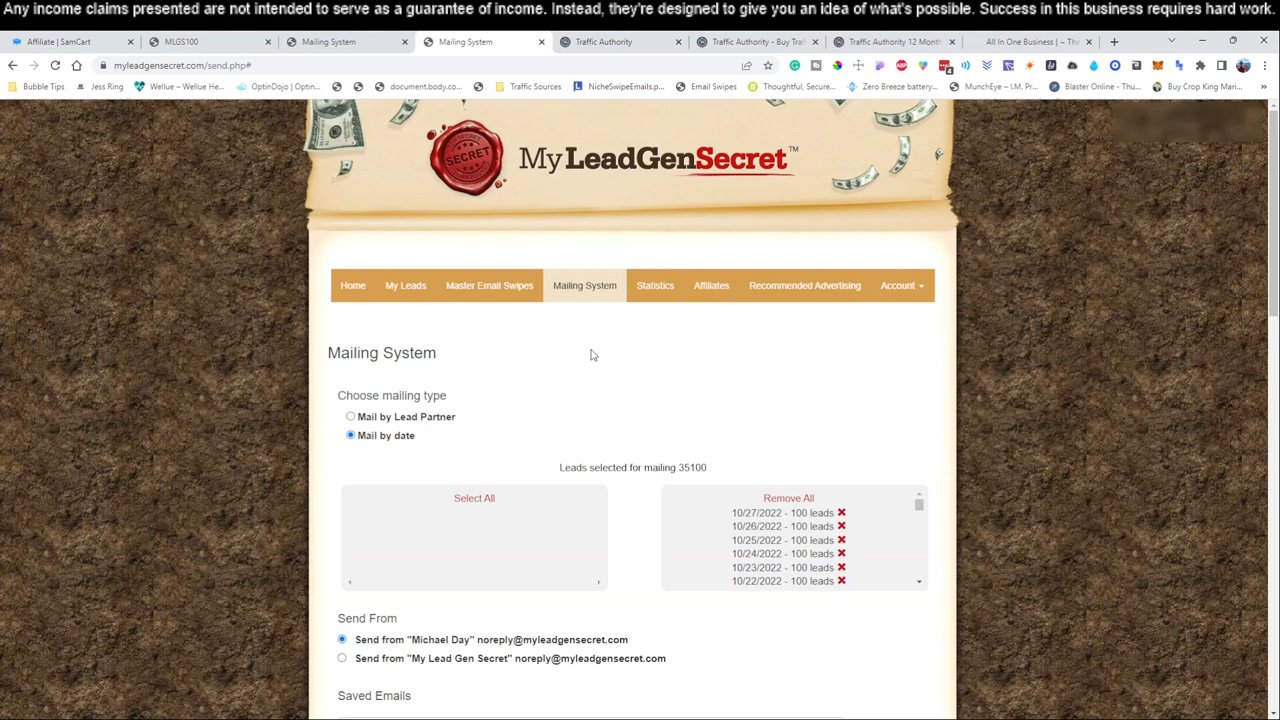 Any income claims presented are not intended to serve as a guarantee of income. Instead, they're designed to give you an idea of what's possible. Success in this business requires hard work.
Affiliate | SamCart
MLGS100
Mailing System
Mailing System
Traffic Authority
Traffic Authority - Buy Traf
Traffic Authority 12 Month
All In One Business | ~ The
myleadgensecret.com/send.php#
Bubble Tips
Jess Ring
Wellue – Wellue He...
OptinDojo | Optin...
document.body.co...
Traffic Sources
NicheSwipeEmails.p...
Email Swipes
Thoughtful, Secure...
Zero Breeze battery...
MunchEye – I.M. Pr...
Blaster Online - Thu...
Buy Crop King Mari...
SECRET
MyLeadGenSecret™
Home
My Leads
Master Email Swipes
Mailing System
Statistics
Affiliates
Recommended Advertising
Account
Mailing System
Choose mailing type
Mail by Lead Partner
Mail by date
Leads selected for mailing 35100
Select All
Remove All
10/27/2022 - 100 leads
10/26/2022 - 100 leads
10/25/2022 - 100 leads
10/24/2022 - 100 leads
10/23/2022 - 100 leads
10/22/2022 - 100 leads
Send From
Send from "Michael Day" noreply@myleadgensecret.com
Send from "My Lead Gen Secret" noreply@myleadgensecret.com
Saved Emails